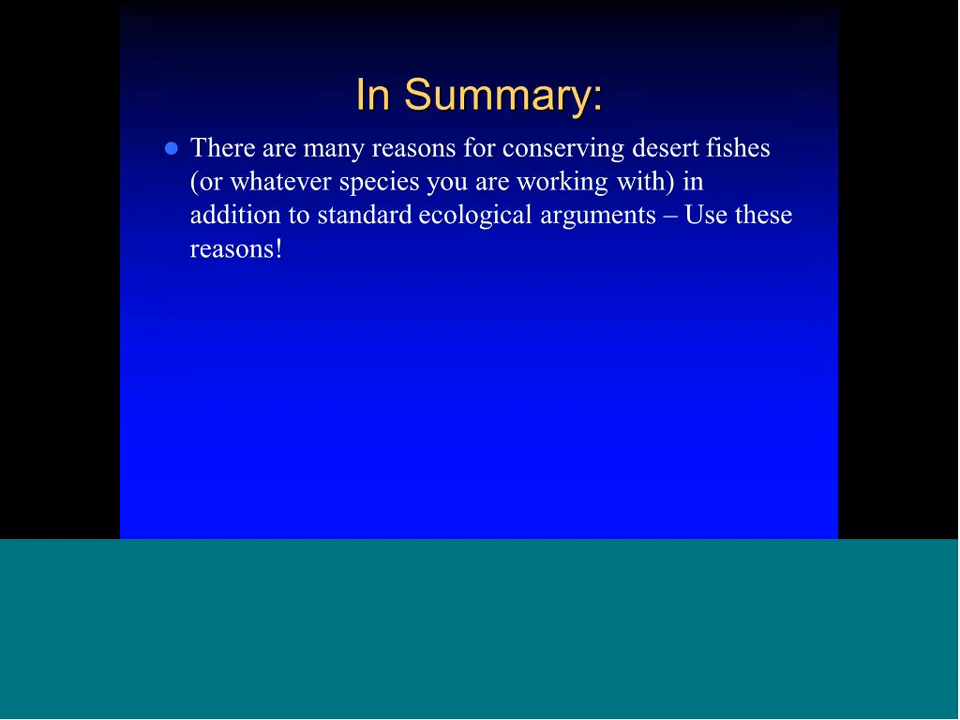 In Summary:
There are many reasons for conserving desert fishes
(or whatever species you are working with) in
addition to standard ecological arguments – Use these
reasons!